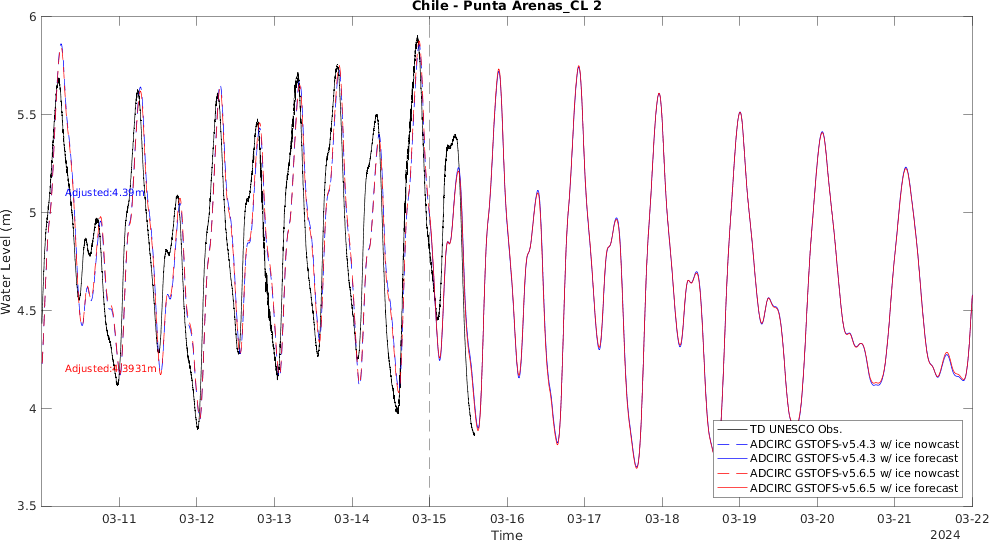 Chile - Punta Arenas_CL 2
Water Level (m)
6
5.5
5
4.5
4
3.5
Adjusted:4.39m
Adjusted:4.3931m
TD UNESCO Obs.
ADCIRC GSTOFS-v5.4.3 w/ ice nowcast
ADCIRC GSTOFS-v5.4.3 w/ ice forecast
ADCIRC GSTOFS-v5.6.5 w/ ice nowcast
ADCIRC GSTOFS-v5.6.5 w/ ice forecast
03-11 03-12 03-13 03-14 03-15 03-16 03-17 03-18 03-19 03-20 03-21 03-22
Time
2024